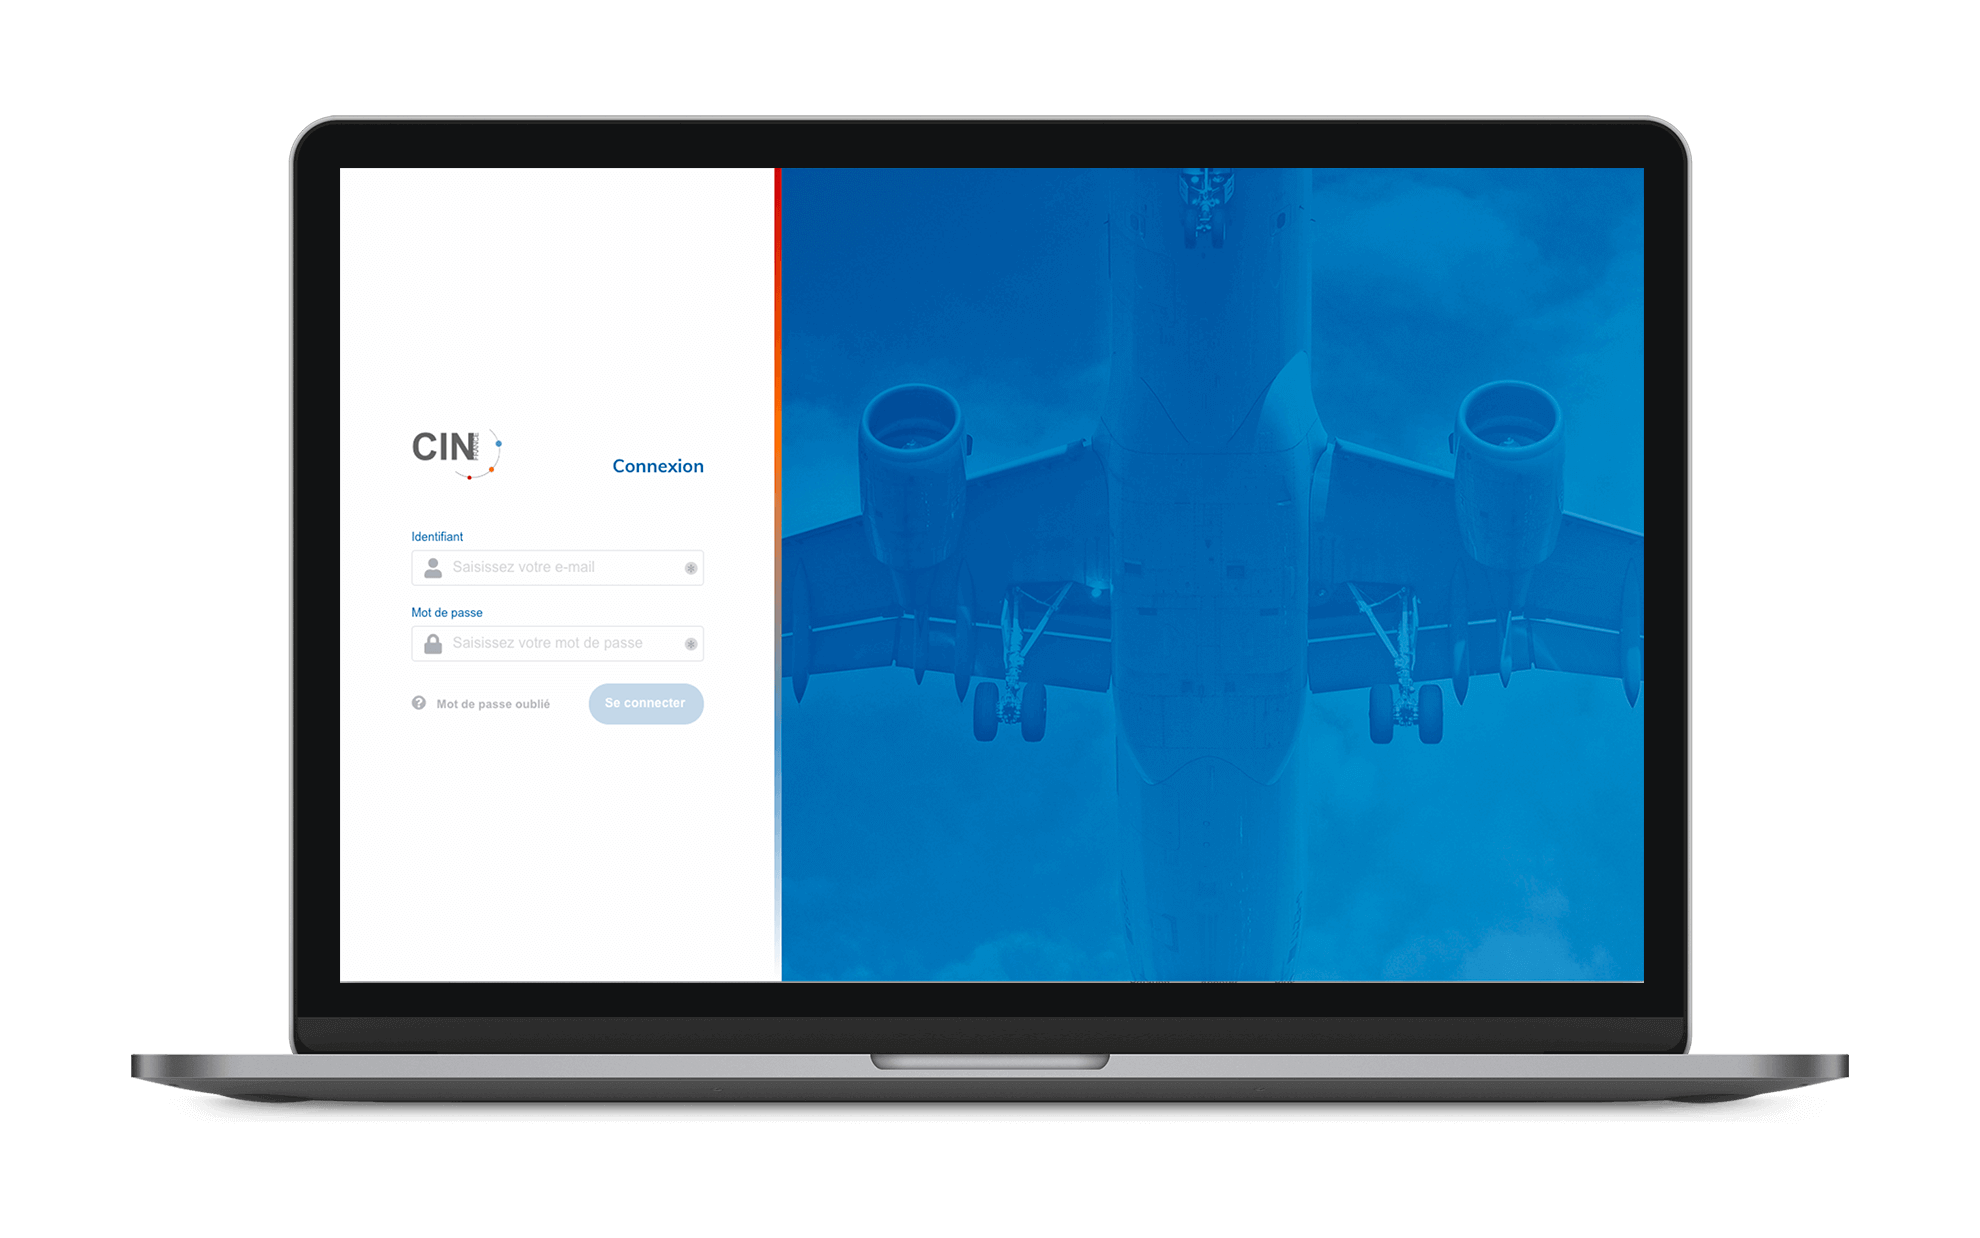 CIN
FRANCE
Connexion
Identifiant
Saisissez votre e-mail
Mot de passe
Saisissez votre mot de passe
Mot de passe oublié
Se connecter